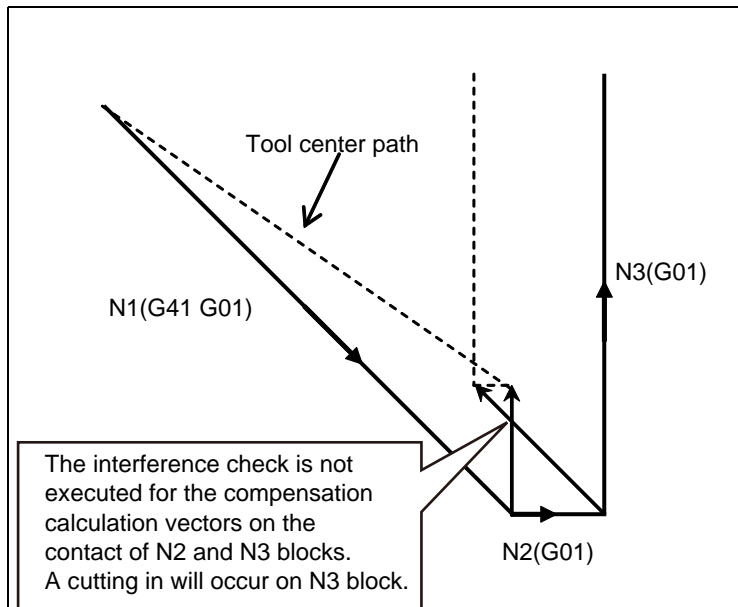 Tool center path
N3(G01)
N1(G41 G01)
The interference check is not
executed for the compensation
calculation vectors on the
contact of N2 and N3 blocks.
A cutting in will occur on N3 block.
N2(G01)